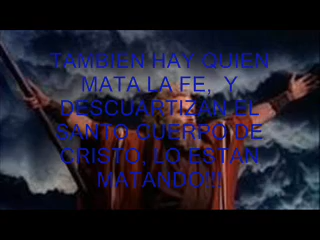 TAMBIEN HAY QUIEN
MATA LA FE, Y
DESCUARTIZAN EL
SANTO CUERPO DE
CRISTO, LO ESTAN
MATANDO!!!